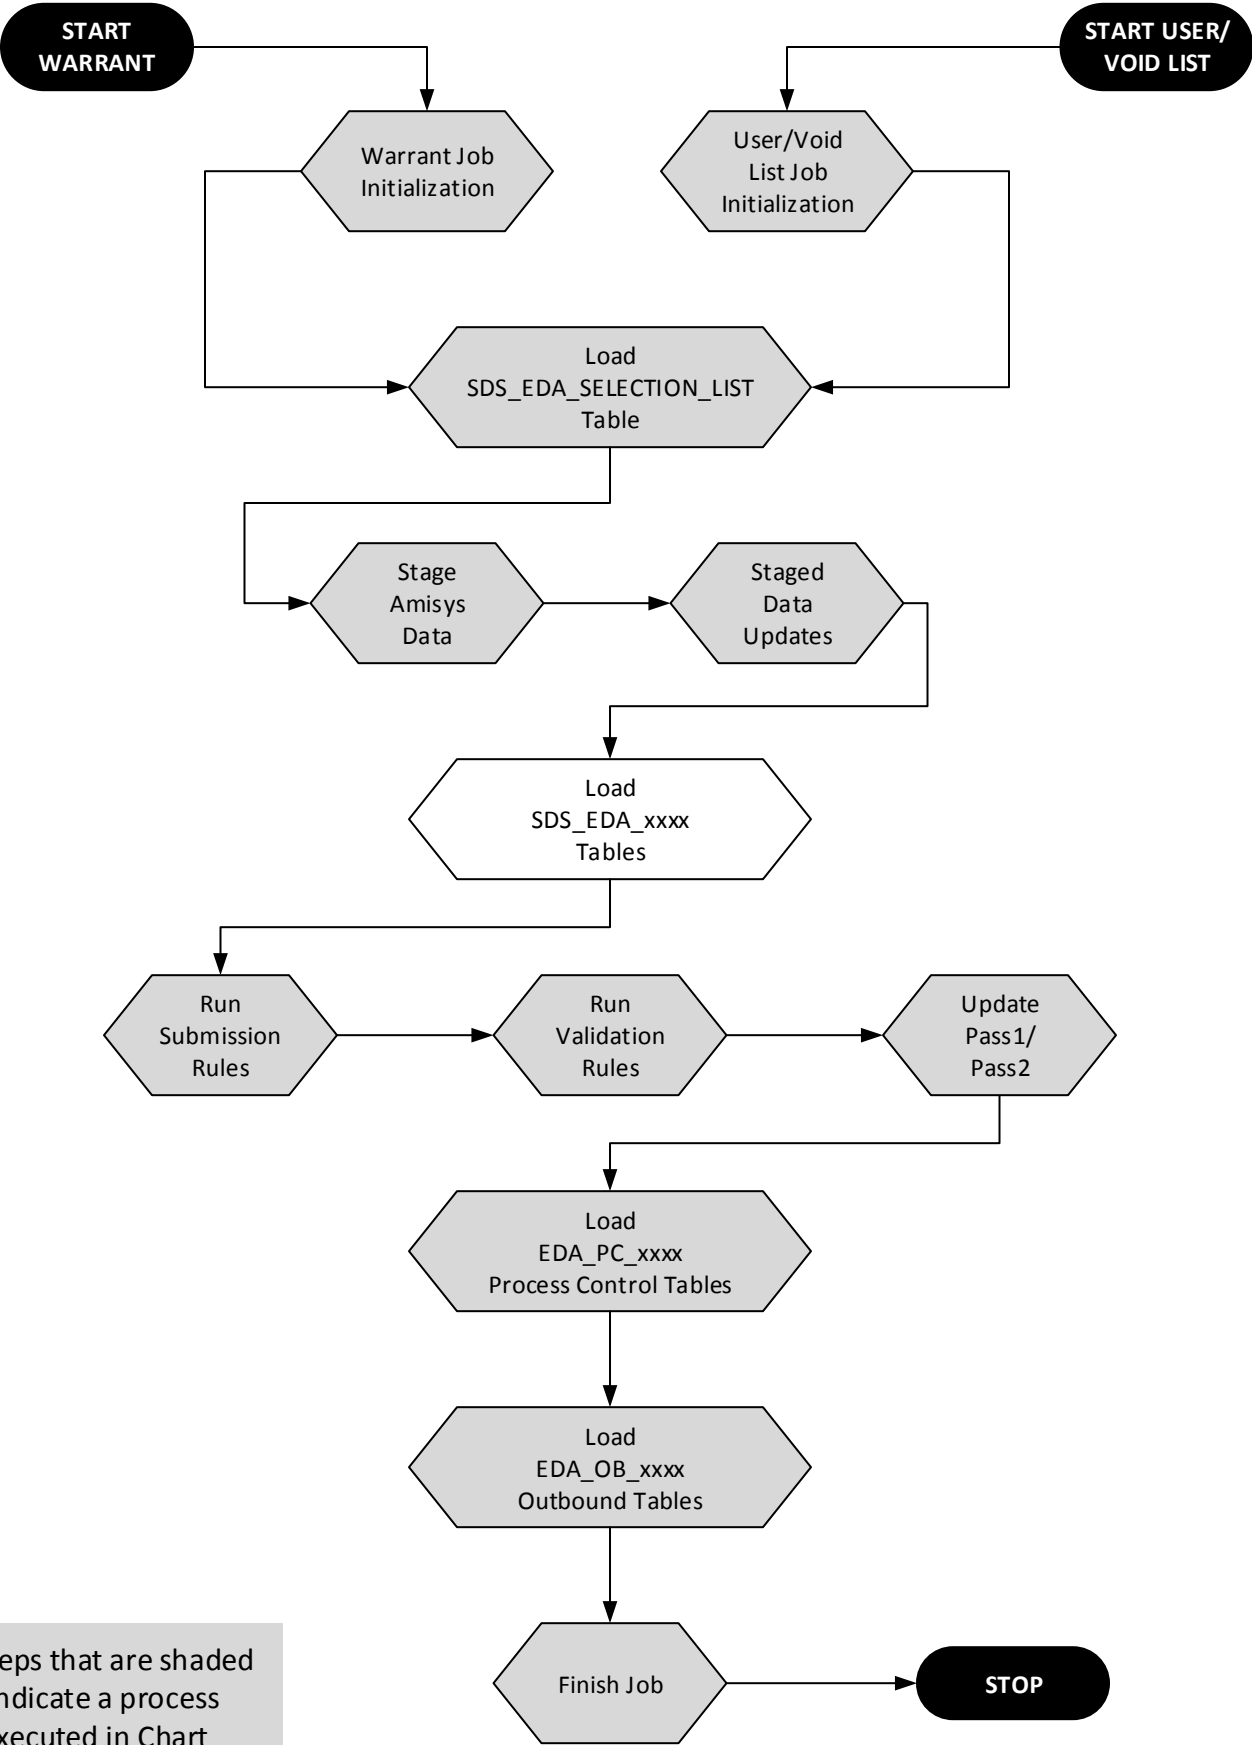 START
WARRANT
START USER/
VOID LIST
Warrant Job
Initialization
User/Void
List Job
Initialization
Load
SDS_EDA_SELECTION_LIST
Table
Stage
Amisys
Data
Staged
Data
Updates
Load
SDS_EDA_xxxx
Tables
Run
Submission
Rules
Run
Validation
Rules
Update
Pass1/
Pass2
Load
EDA_PC_xxxx
Process Control Tables
Load
EDA_OB_xxxx
Outbound Tables
Finish Job
STOP
that are shaded
a process
in Chart